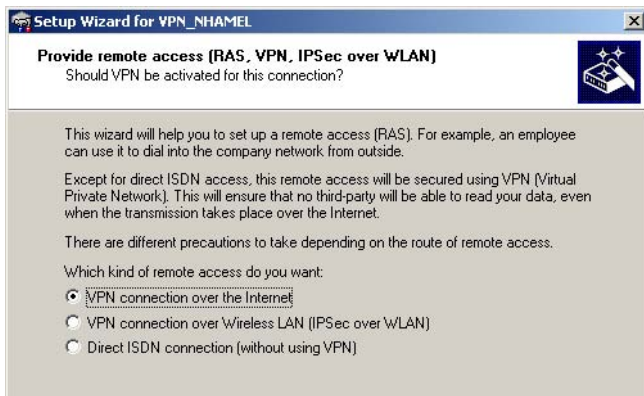 Setup Wizard for VPN_NHAMEL
Provide remote access (RAS, VPN, IPSec over WLAN)
Should VPN be activated for this connection?
This wizard will help you to set up a remote access (RAS). For example, an employee
can use it to dial into the company network from outside.
Except for direct ISDN access, this remote access will be secured using VPN (Virtual
Private Network). This will ensure that no third-party will be able to read your data, even
when the transmission takes place over the Internet.
There are different precautions to take depending on the route of remote access.
Which kind of remote access do you want:
VPN connection over the Internet
VPN connection over Wireless LAN (IPSec over WLAN)
Direct ISDN connection (without using VPN)